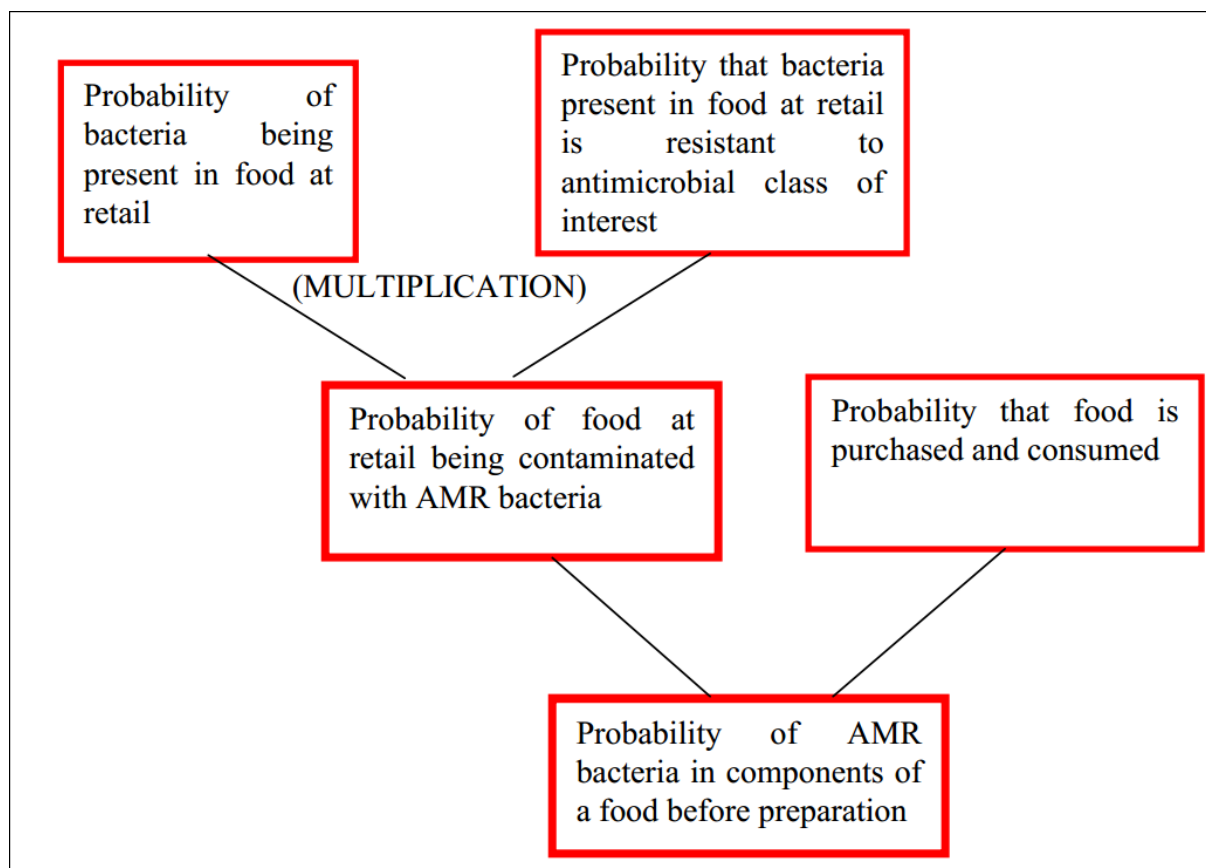 Probability of
bacteria being
present in food at
retail
Probability that bacteria
present in food at retail
is resistant to
antimicrobial class of
interest
(MULTIPLICATION)
Probability of food at
retail being contaminated
with AMR bacteria
Probability that food is
purchased and consumed
Probability of AMR
bacteria in components of
a food before preparation